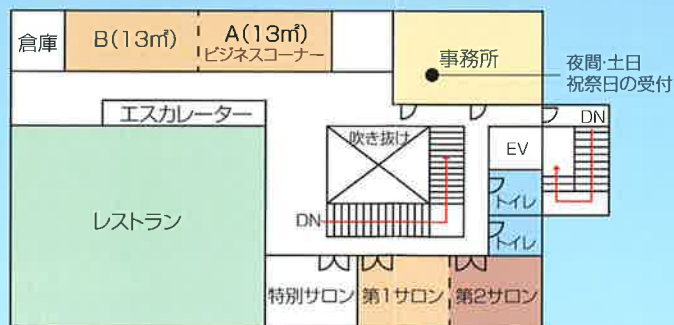 倉庫
B(13㎡)
A(13㎡)
ビジネスコーナー
事務所
夜間・土日
祝祭日の受付
エスカレーター
吹き抜け
EV
DN
トイレ
トイレ
レストラン
DN
特別サロン
第1サロン
第2サロン